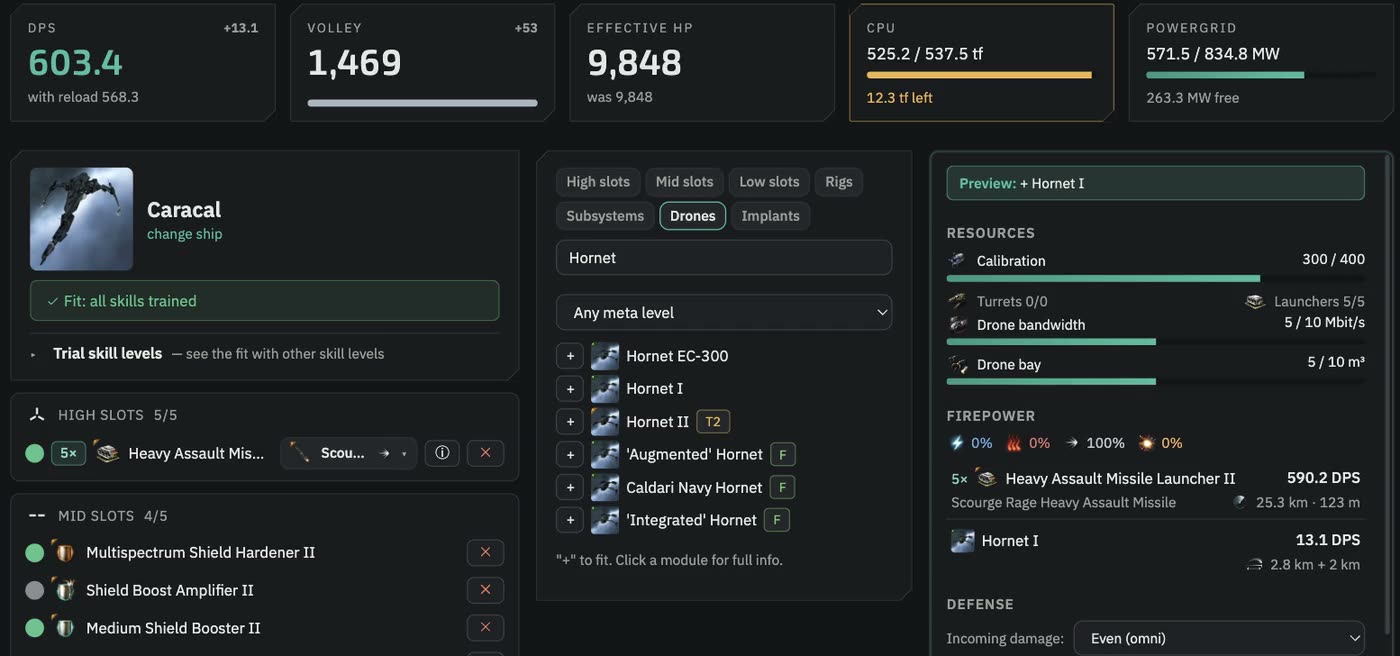 DPS +13.1
603.4
with reload 568.3
VOLLEY +53
1,469
EFFECTIVE HP
9,848
was 9,848
CPU
525.2 / 537.5 tf
12.3 tf left
POWERGRID
571.5 / 834.8 MW
263.3 MW free
Caracal
change ship
✓ Fit: all skills trained
▸ Trial skill levels — see the fit with other skill levels
HIGH SLOTS 5/5
5× Heavy Assault Mis... Scou...
MID SLOTS 4/5
Multispectrum Shield Hardener II
Shield Boost Amplifier II
Medium Shield Booster II
High slots Mid slots Low slots Rigs
Subsystems Drones Implants
Hornet
Any meta level
+ Hornet EC-300
+ Hornet I
+ Hornet II T2
+ 'Augmented' Hornet F
+ Caldari Navy Hornet F
+ 'Integrated' Hornet F
"+" to fit. Click a module for full info.
Preview: + Hornet I
RESOURCES
Calibration 300 / 400
Turrets 0/0 Launchers 5/5
Drone bandwidth 5 / 10 Mbit/s
Drone bay 5 / 10 m³
FIREPOWER
0% 0% 100% 0%
5× Heavy Assault Missile Launcher II 590.2 DPS
Scourge Rage Heavy Assault Missile 25.3 km · 123 m
Hornet I 13.1 DPS
2.8 km + 2 km
DEFENSE
Incoming damage: Even (omni)